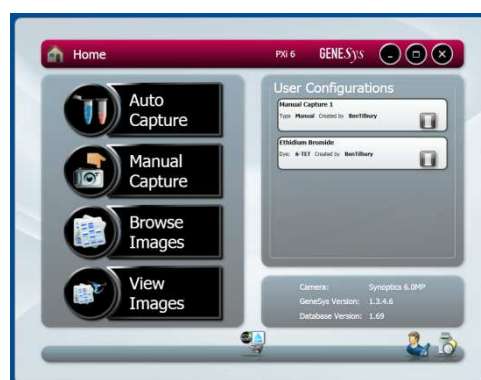 Home
PXi 6 GENESys
Auto
Capture
Manual
Capture
Browse
Images
View
Images
User Configurations
Manual Capture 1
Type: Manual Created by BenTilbury
Ethidium Bromide
Dye: 6-TET Created by BenTilbury
Camera: Synoptics 6.0MP
GeneSys Version: 1.3.4.6
Database Version: 1.69